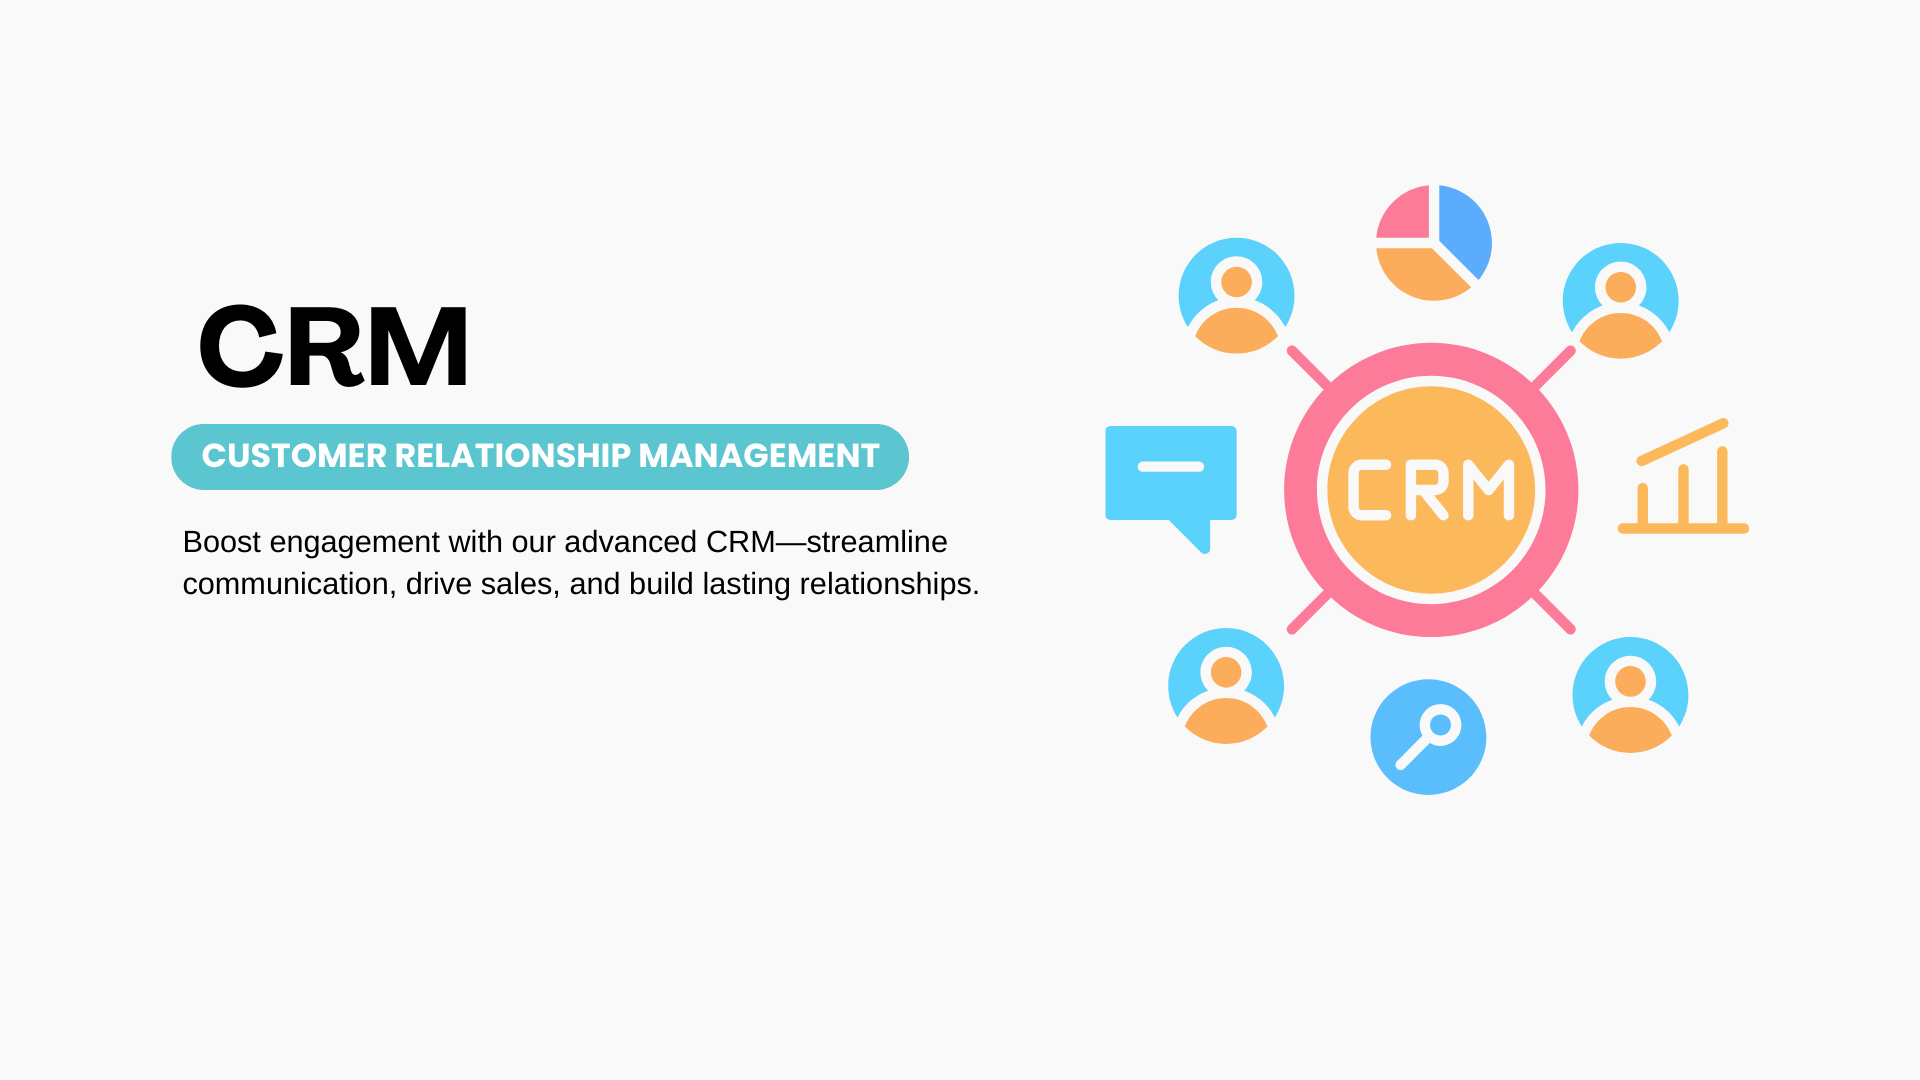 CRM
CUSTOMER RELATIONSHIP MANAGEMENT
Boost engagement with our advanced CRM—streamline
communication, drive sales, and build lasting relationships.
CRM